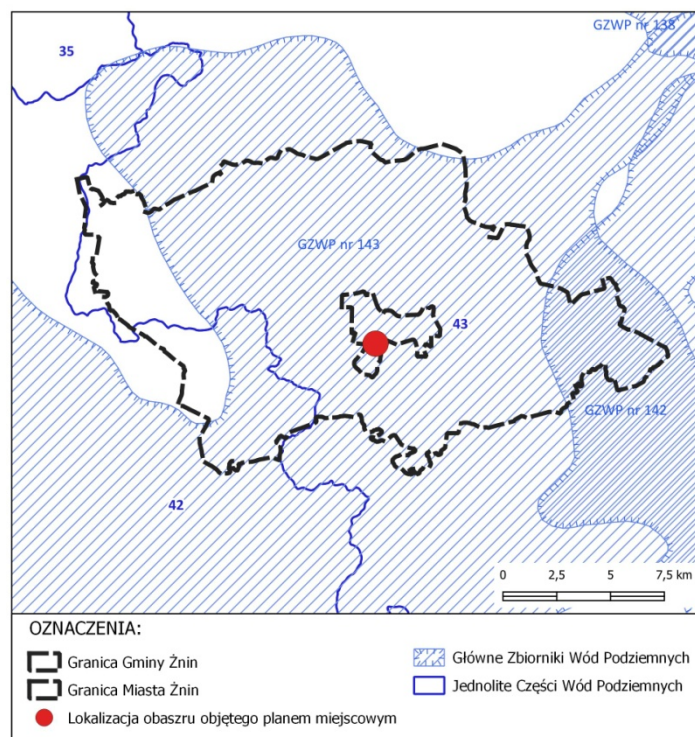 35
GZWP nr 138
GZWP nr 143
43
GZWP nr 142
42
0 2,5 5 7,5 km
OZNACZENIA:
Granica Gminy Żnin
Granica Miasta Żnin
Lokalizacja obaszru objętego planem miejscowym
Główne Zbiorniki Wód Podziemnych
Jednolite Części Wód Podziemnych